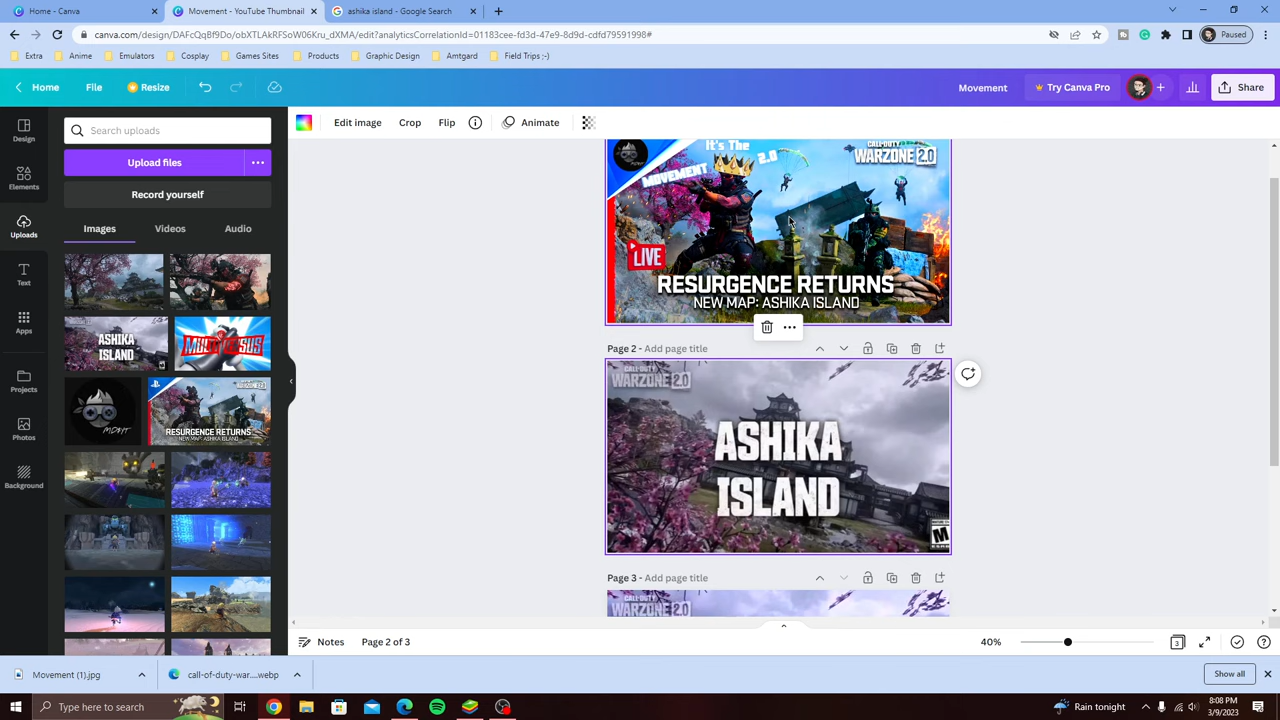 Home - Canva
Movement - YouTube Thumbnail
ashika island - Google Search
Paused
canva.com/design/DAFcQqBf9Do/obXTLAkRFSoW06Kru_dXMA/edit?analyticsCorrelationId=01183cee-fd3d-47e9-8d9d-cdfd79591998#
Extra
Anime
Emulators
Cosplay
Games Sites
Products
Graphic Design
Amtgard
Field Trips ;-)
Home
File
Resize
Movement
Try Canva Pro
Share
Design
Elements
Uploads
Text
Apps
Projects
Photos
Background
Search uploads
Upload files
Record yourself
Images
Videos
Audio
ASHIKA
ISLAND
MULTIVERSUS
WARZONE 2.0
RESURGENCE RETURNS
NEW MAP: ASHIKA ISLAND
Edit image
Crop
Flip
Animate
It's The
MOVEMENT
2.0
CALL·DUTY
WARZONE 2.0
LIVE
RESURGENCE RETURNS
NEW MAP: ASHIKA ISLAND
Page 2 - Add page title
CALL·DUTY
WARZONE 2.0
ASHIKA
ISLAND
M
Page 3 - Add page title
WARZONE 2.0
Notes
Page 2 of 3
40%
3
Movement (1).jpg
call-of-duty-war....webp
Show all
Type here to search
Rain tonight
8:08 PM
3/9/2023